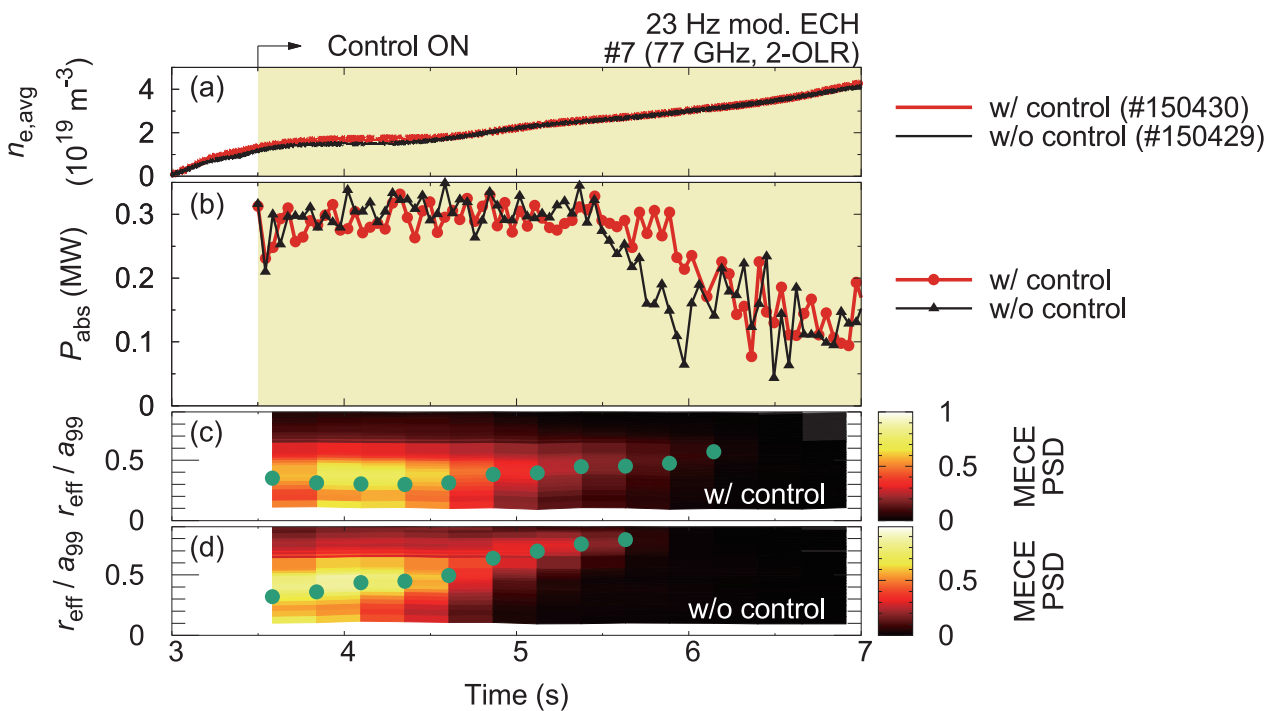 23 Hz mod. ECH
#7 (77 GHz, 2-OLR)
Control ON
(a)
n_e,avg
(10^19 m^-3)
4
2
0
w/ control (#150430)
w/o control (#150429)
(b)
P_abs (MW)
0.3
0.2
0.1
0
w/ control
w/o control
(c)
r_eff / a_99
0.5
0
w/ control
1
0.5
0
MECE
PSD
(d)
r_eff / a_99
0.5
0
w/o control
0.5
0
MECE
PSD
3 4 5 6 7
Time (s)